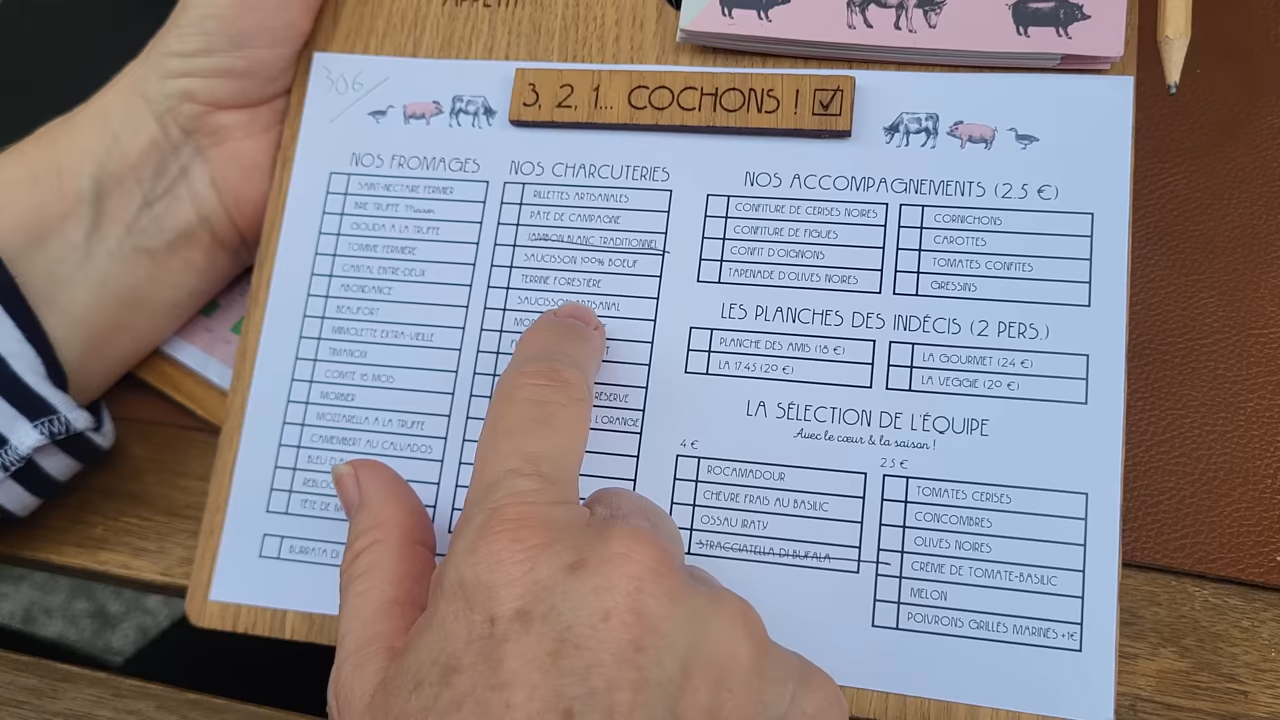 APPÉTIT
306
3, 2, 1... COCHONS !
NOS FROMAGES
SAINT-NECTAIRE FERMIER
BRIE TRUFFÉ Maison
GOUDA À LA TRUFFE
TOMME FERMIÈRE
CANTAL ENTRE-DEUX
ABONDANCE
BEAUFORT
MIMOLETTE EXTRA-VIEILLE
TIMANOIX
COMTÉ 18 MOIS
MORBIER
MOZZARELLA À LA TRUFFE
CAMEMBERT AU CALVADOS
BLEU
BURRATA DI
NOS CHARCUTERIES
RILLETTES ARTISANALES
PÂTÉ DE CAMPAGNE
JAMBON BLANC TRADITIONNEL
SAUCISSON 100% BOEUF
TERRINE FORESTIÈRE
SAUCISSON ARTISANAL
RÉSERVE
L'ORANGE
NOS ACCOMPAGNEMENTS (2.5 €)
CONFITURE DE CERISES NOIRES
CONFITURE DE FIGUES
CONFIT D'OIGNONS
TAPENADE D'OLIVES NOIRES
CORNICHONS
CAROTTES
TOMATES CONFITES
GRESSINS
LES PLANCHES DES INDÉCIS (2 PERS.)
PLANCHE DES AMIS (18 €)
LA 17.45 (20 €)
LA GOURMET (24 €)
LA VEGGIE (20 €)
LA SÉLECTION DE L'ÉQUIPE
Avec le cœur & la saison !
4 €
ROCAMADOUR
CHÈVRE FRAIS AU BASILIC
OSSAU IRATY
STRACCIATELLA DI BUFALA
2.5 €
TOMATES CERISES
CONCOMBRES
OLIVES NOIRES
CRÈME DE TOMATE-BASILIC
MELON
POIVRONS GRILLÉS MARINÉS +1€